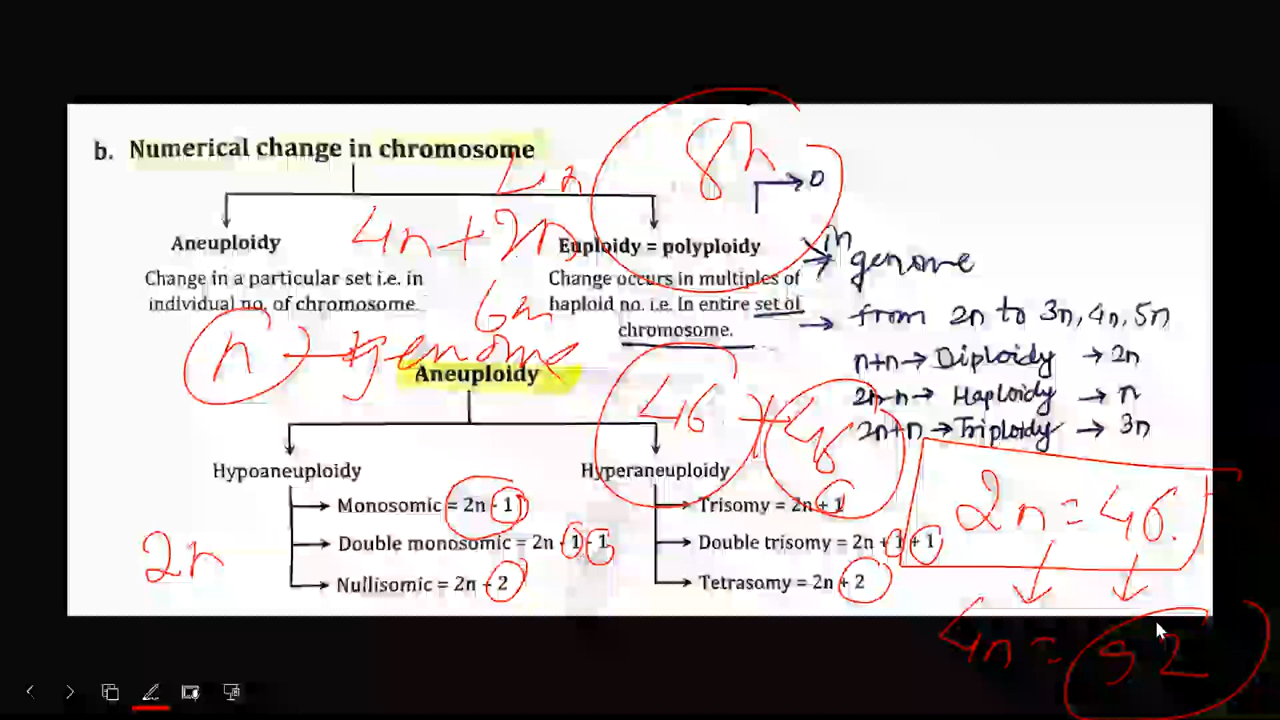 b. Numerical change in chromosome
4n
8n
→ 0
4n + 2n
Aneuploidy
Euploidy = polyploidy
in
→ genome
Change in a particular set i.e. in
individual no. of chromosome.
Change occurs in multiples of
haploid no. i.e. In entire set of
chromosome.
6n
→ from 2n to 3n, 4n, 5n
n → genome
n+n → Diploidy → 2n
2n-n → Haploidy → n
2n+n → Triploidy → 3n
Aneuploidy
46 + 46
Hypoaneuploidy
Hyperaneuploidy
Monosomic = 2n - 1
Double monosomic = 2n - 1 - 1
Nullisomic = 2n - 2
Trisomy = 2n + 1
Double trisomy = 2n + 1 + 1
Tetrasomy = 2n + 2
2n = 46
2n
4n = 92